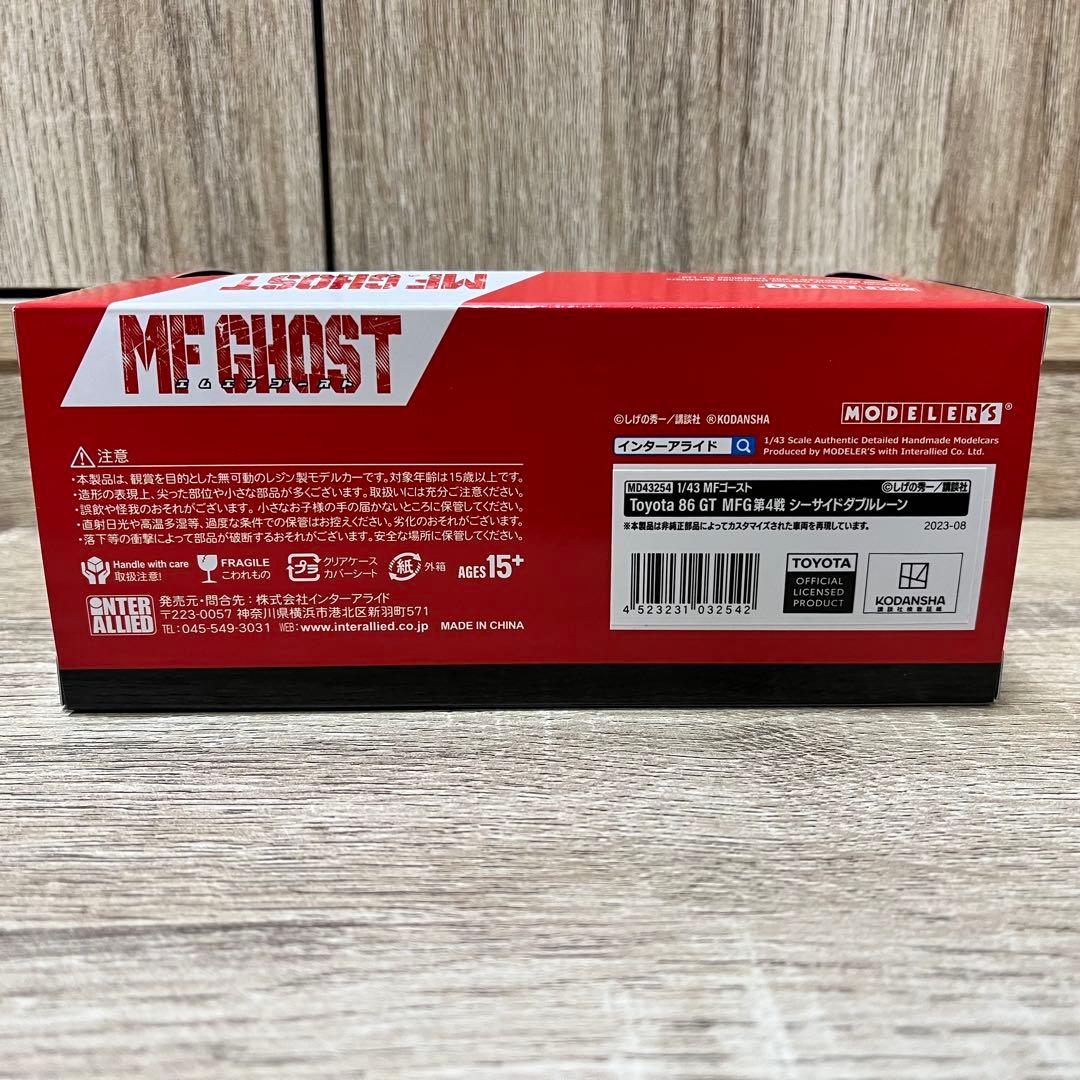 MF GHOST
MF GHOST
エムエフゴースト
MODELER'S
©しげの秀一／講談社 ®KODANSHA
インターアライド
1/43 Scale Authentic Detailed Handmade Modelcars
Produced by MODELER'S with Interallied Co. Ltd.
注意
・本製品は、観賞を目的とした無可動のレジン製モデルカーです。対象年齢は15歳以上です。
・造形の表現上、尖った部位や小さな部品が多くございます。取扱いには充分ご注意ください。
・誤飲や怪我のおそれがございます。小さなお子様の手の届かないところに保管してください。
・直射日光や高温多湿等、過度な条件での保管はお控えください。劣化のおそれがございます。
・落下等の衝撃によって部品が破断するおそれがございます。安全な場所に保管してください。
Handle with care
取扱注意!
FRAGILE
こわれもの
プラ
クリアケース
カバーシート
紙
外箱
AGES 15+
INTER
ALLIED
発売元・問合先：株式会社インターアライド
〒223-0057 神奈川県横浜市港北区新羽町571
TEL:045-549-3031 WEB:www.interallied.co.jp MADE IN CHINA
MD43254 1/43 MFゴースト ©しげの秀一／講談社
Toyota 86 GT MFG第4戦 シーサイドダブルレーン
※本製品は非純正部品によってカスタマイズされた車両を再現しています。 2023-08
4 523231 032542
TOYOTA
OFFICIAL
LICENSED
PRODUCT
KODANSHA
講談社検査証紙